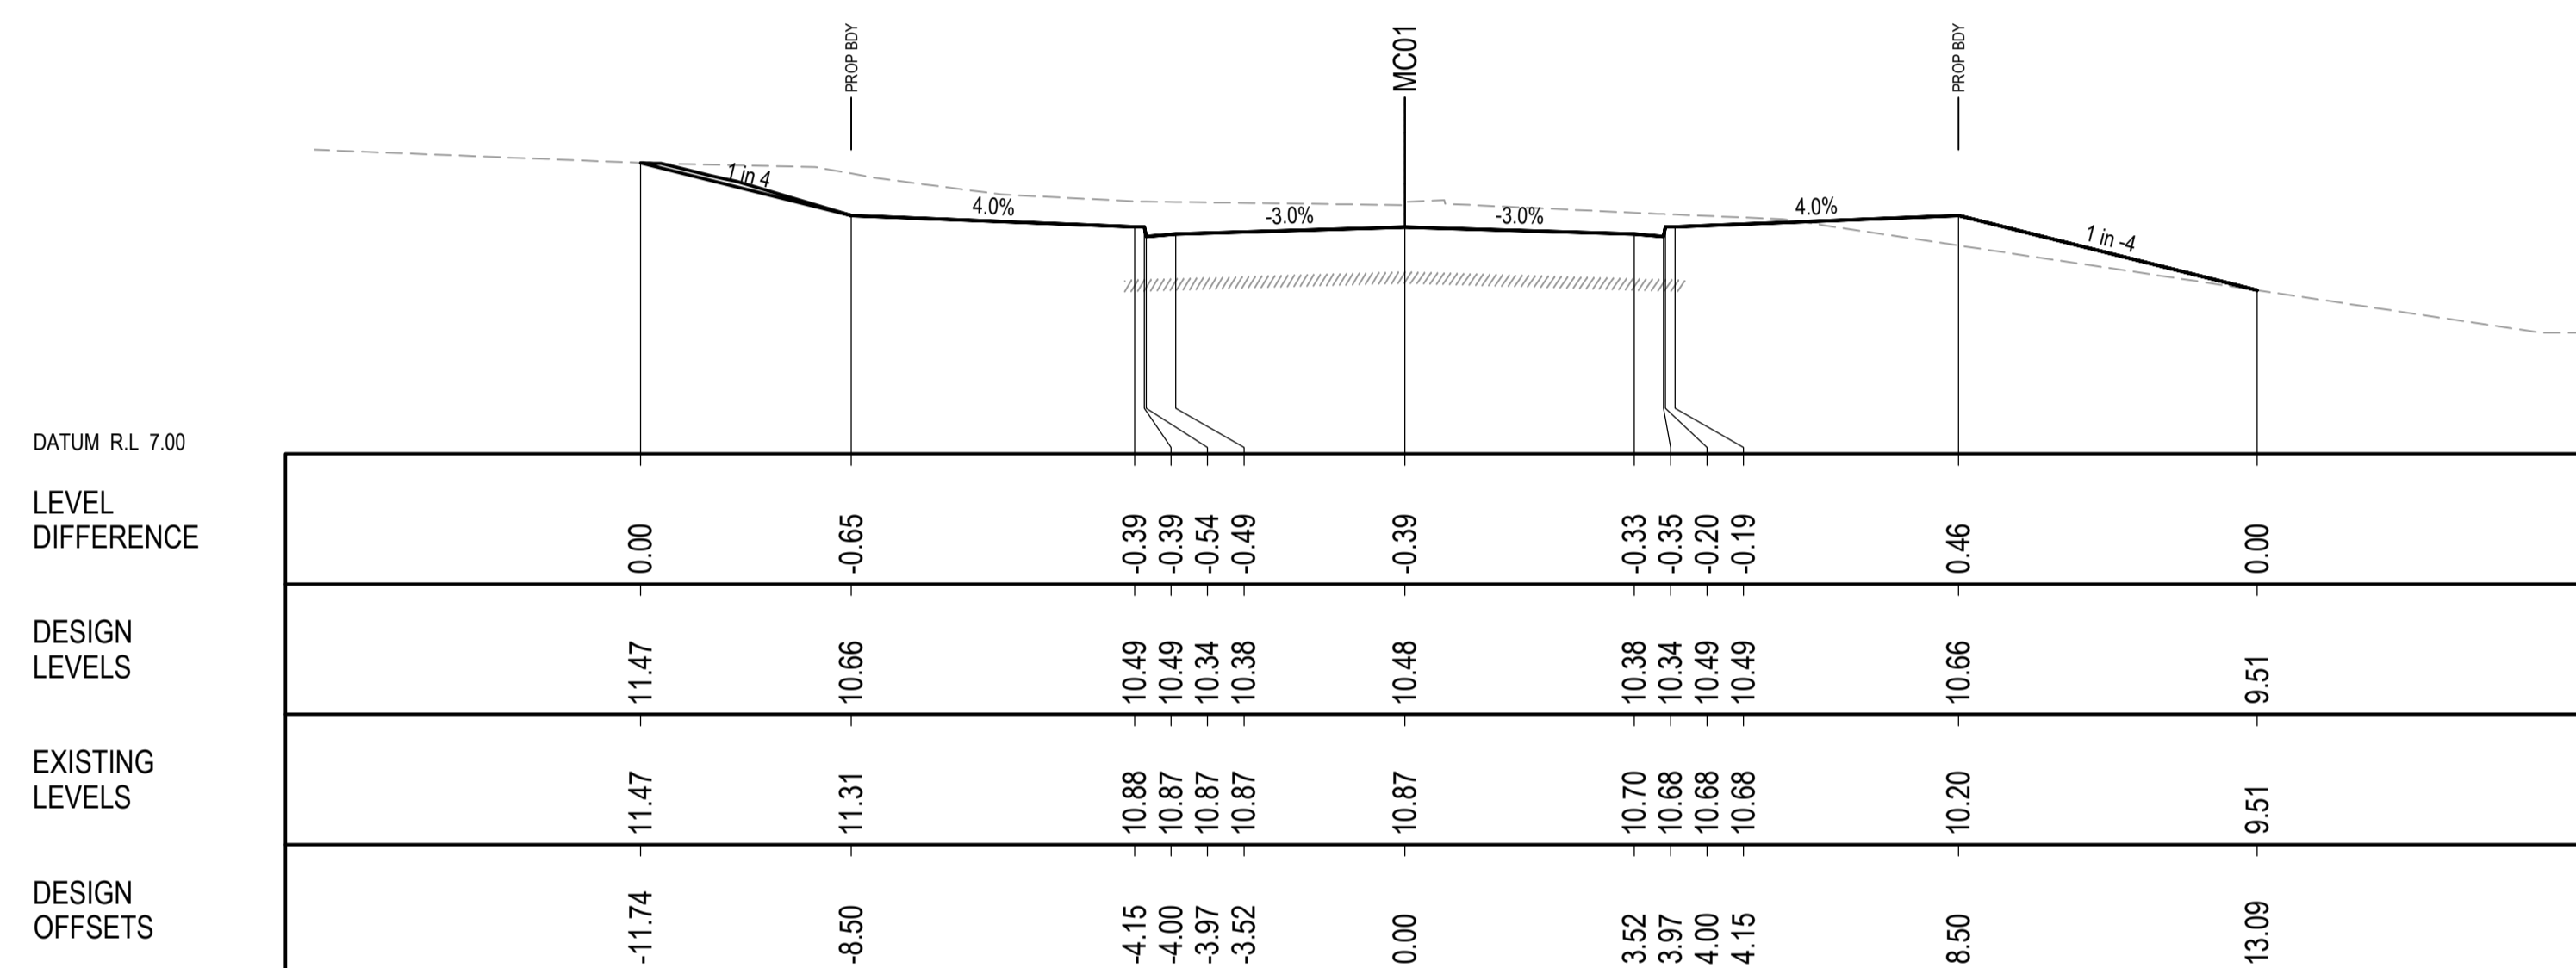 PROP BDY
MC01
PROP BDY
1 in 4
4.0%
-3.0%
-3.0%
4.0%
1 in -4
DATUM R.L 7.00
LEVEL
DIFFERENCE
0.00 -0.65 -0.39 -0.39 -0.54 -0.49 -0.39 -0.33 -0.35 -0.20 -0.19 0.46 0.00
DESIGN
LEVELS
11.47 10.66 10.49 10.49 10.34 10.38 10.48 10.38 10.34 10.49 10.49 10.66 9.51
EXISTING
LEVELS
11.47 11.31 10.88 10.87 10.87 10.87 10.87 10.70 10.68 10.68 10.68 10.20 9.51
DESIGN
OFFSETS
-11.74 -8.50 -4.15 -4.00 -3.97 -3.52 0.00 3.52 3.97 4.00 4.15 8.50 13.09